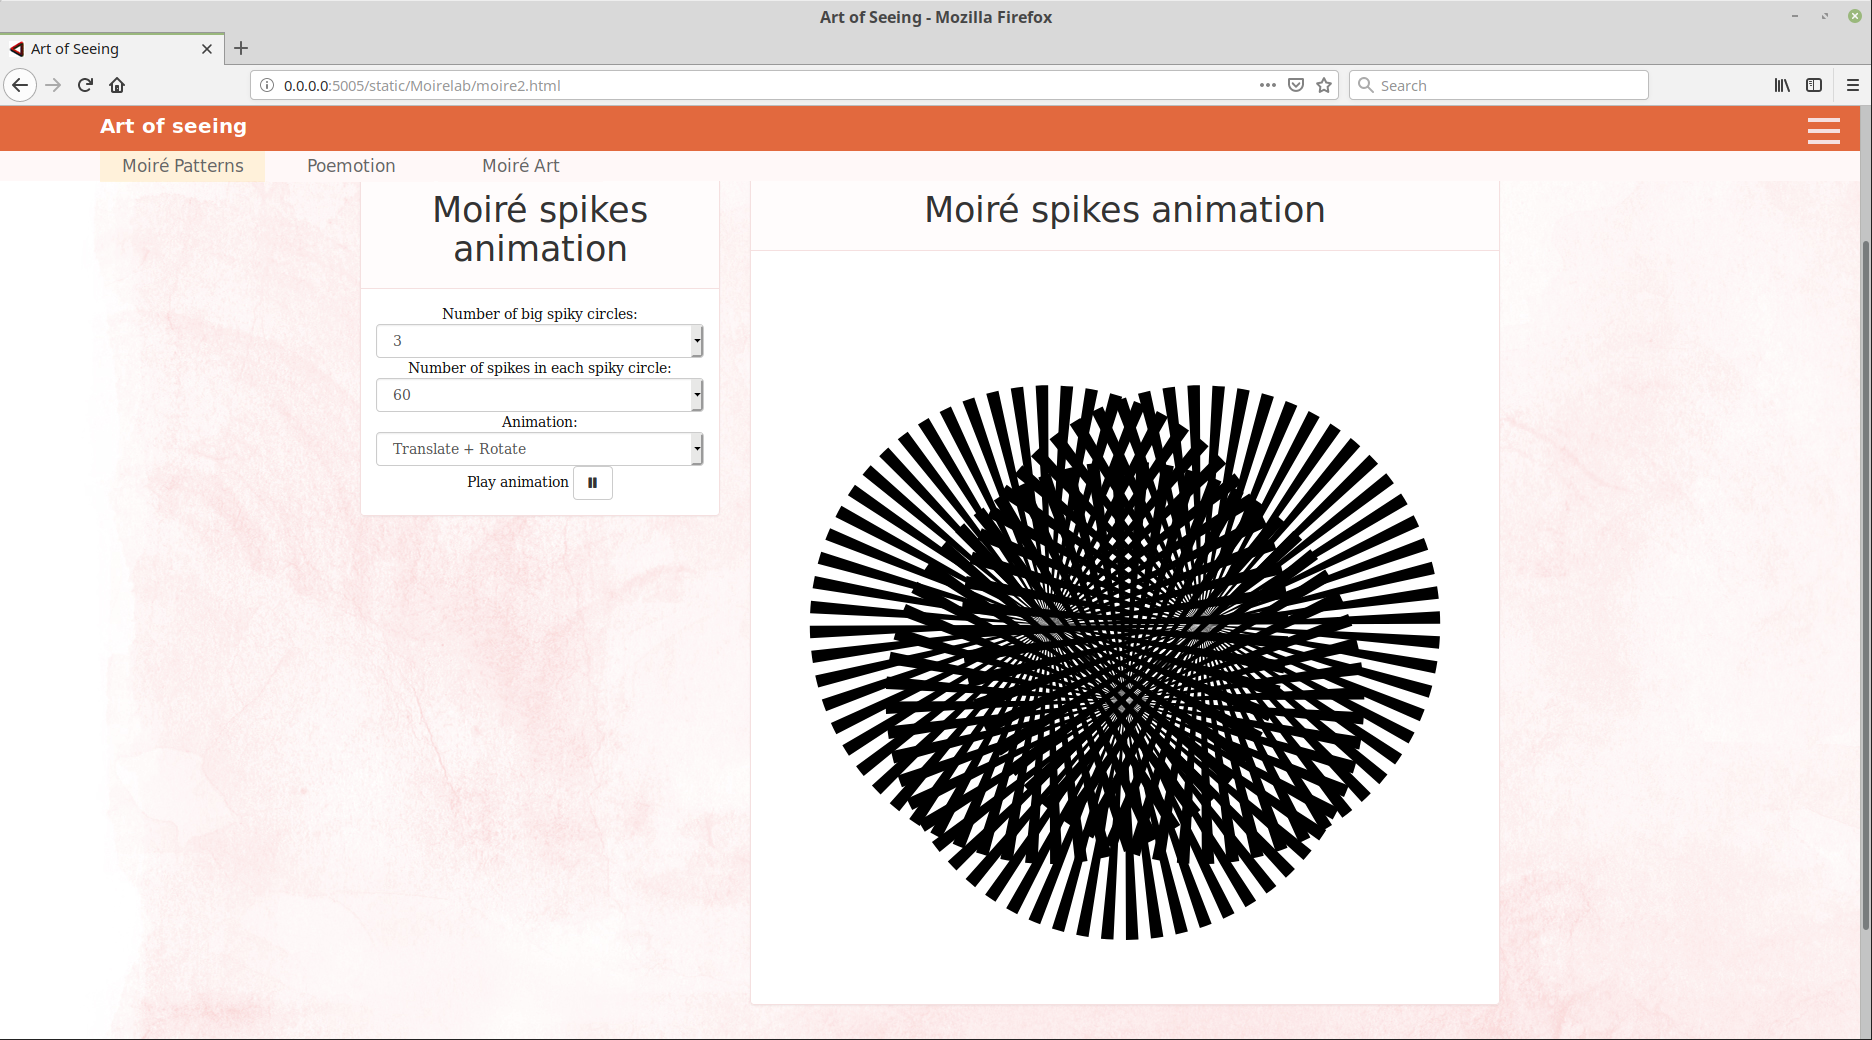 Art of Seeing - Mozilla Firefox
Art of Seeing
0.0.0.0:5005/static/Moirelab/moire2.html
Search
Art of seeing
Moiré Patterns Poemotion Moiré Art
Moiré spikes
animation
Number of big spiky circles:
3
Number of spikes in each spiky circle:
60
Animation:
Translate + Rotate
Play animation
Moiré spikes animation